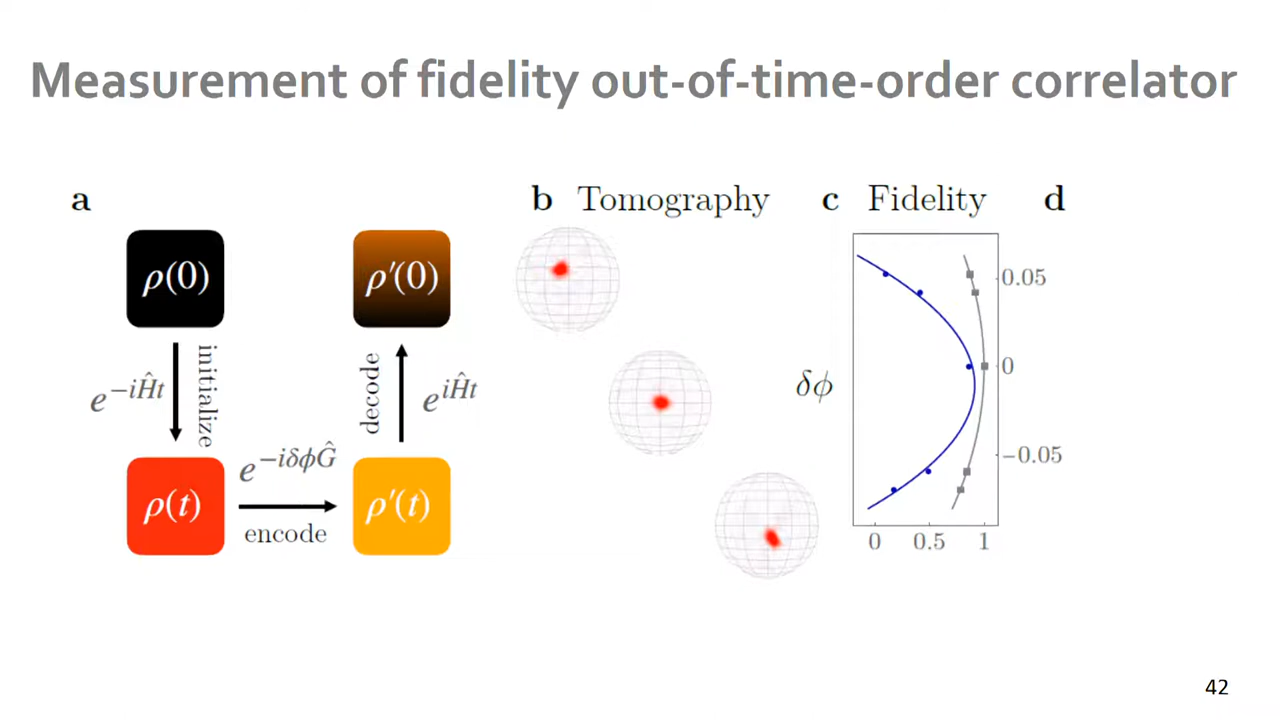 Measurement of fidelity out-of-time-order correlator
a
ρ(0)
ρ′(0)
e^{-iĤt}
initialize
decode
e^{iĤt}
ρ(t)
e^{-iδϕĜ}
encode
ρ′(t)
b Tomography
c Fidelity
d
δϕ
0.05
0
−0.05
0 0.5 1
42